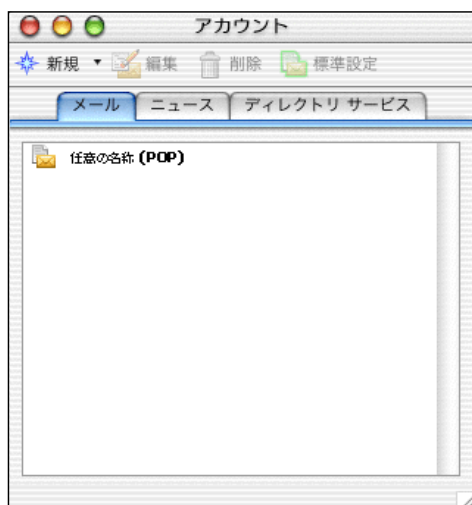 アカウント
新規 編集 削除 標準設定
メール ニュース ディレクトリ サービス
任意の名称 (POP)